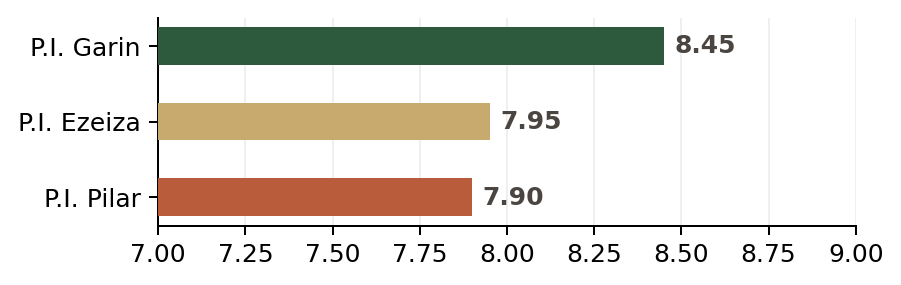 P.I. Garin 8.45
P.I. Ezeiza 7.95
P.I. Pilar 7.90
7.00 7.25 7.50 7.75 8.00 8.25 8.50 8.75 9.00